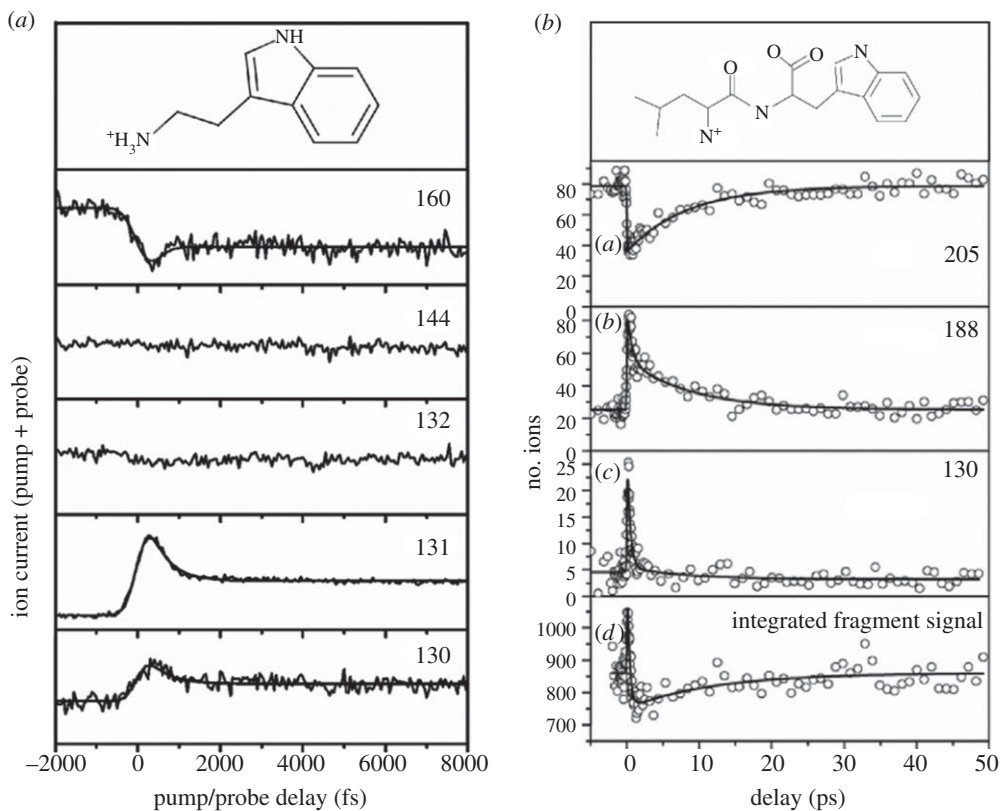 (a)
NH
+H3N
160
144
132
131
130
ion current (pump + probe)
−2000 0 2000 4000 6000 8000
pump/probe delay (fs)
(b)
O
O
O
N
N
N+
80
60
40
20
0
(a)
205
80
60
40
20
0
(b)
188
25
20
15
10
5
0
(c)
130
1000
900
800
700
(d)
integrated fragment signal
no. ions
0 10 20 30 40 50
delay (ps)